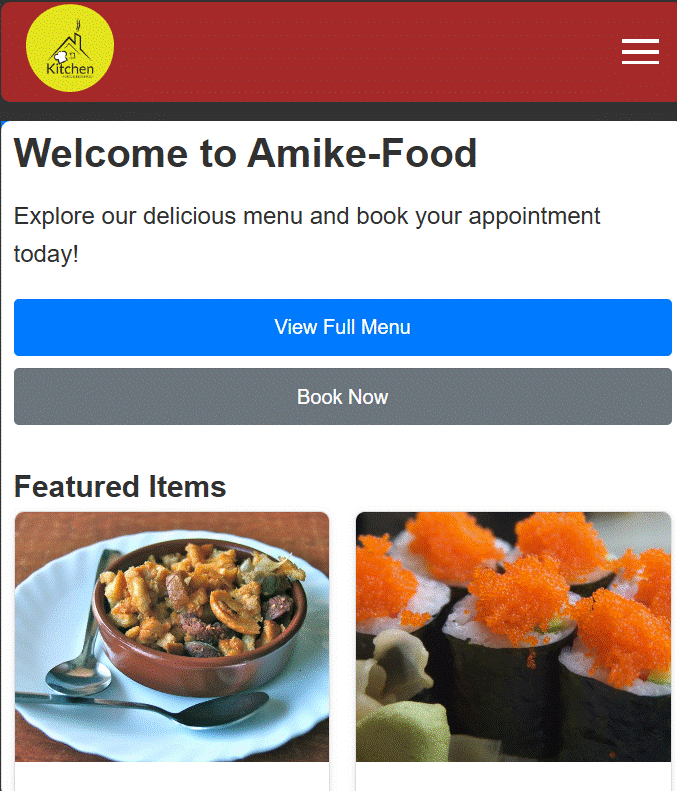 Kitchen
Welcome to Amike-Food
Explore our delicious menu and book your appointment
today!
View Full Menu
Book Now
Featured Items